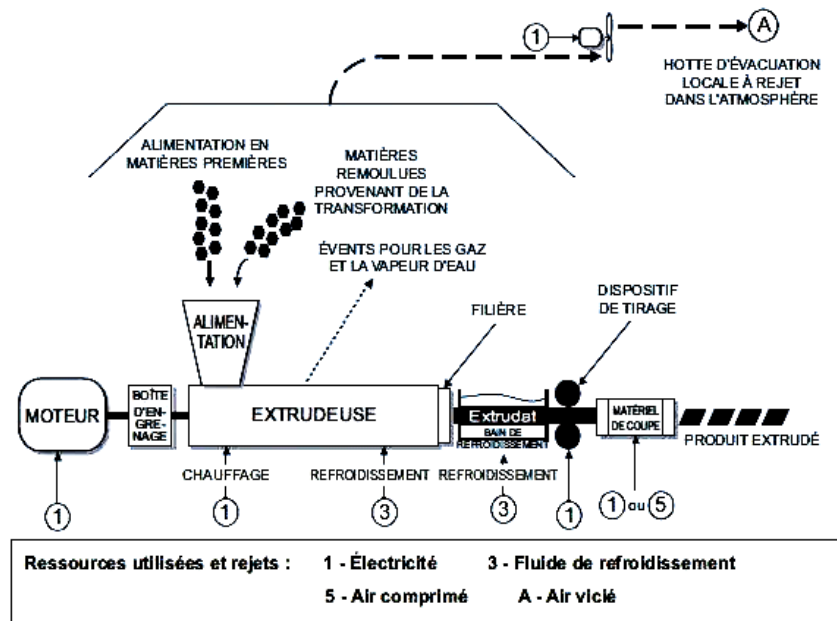 1
A
HOTTE D'ÉVACUATION
LOCALE À REJET
DANS L'ATMOSPHÈRE
ALIMENTATION EN
MATIÈRES PREMIÈRES
MATIÈRES
REMOULUES
PROVENANT DE LA
TRANSFORMATION
ÉVENTS POUR LES GAZ
ET LA VAPEUR D'EAU
FILIÈRE
DISPOSITIF
DE TIRAGE
ALIMEN-
TATION
MOTEUR
BOÎTE
D'EN-
GRE-
NAGE
EXTRUDEUSE
Extrudat
BAIN DE
REFROIDISSEMENT
MATÉRIEL
DE COUPE
PRODUIT EXTRUDÉ
CHAUFFAGE
REFROIDISSEMENT
REFROIDISSEMENT
1
1
3
3
1
1 ou 5
Ressources utilisées et rejets : 1 - Électricité 3 - Fluide de refroidissement
5 - Air comprimé A - Air vicié